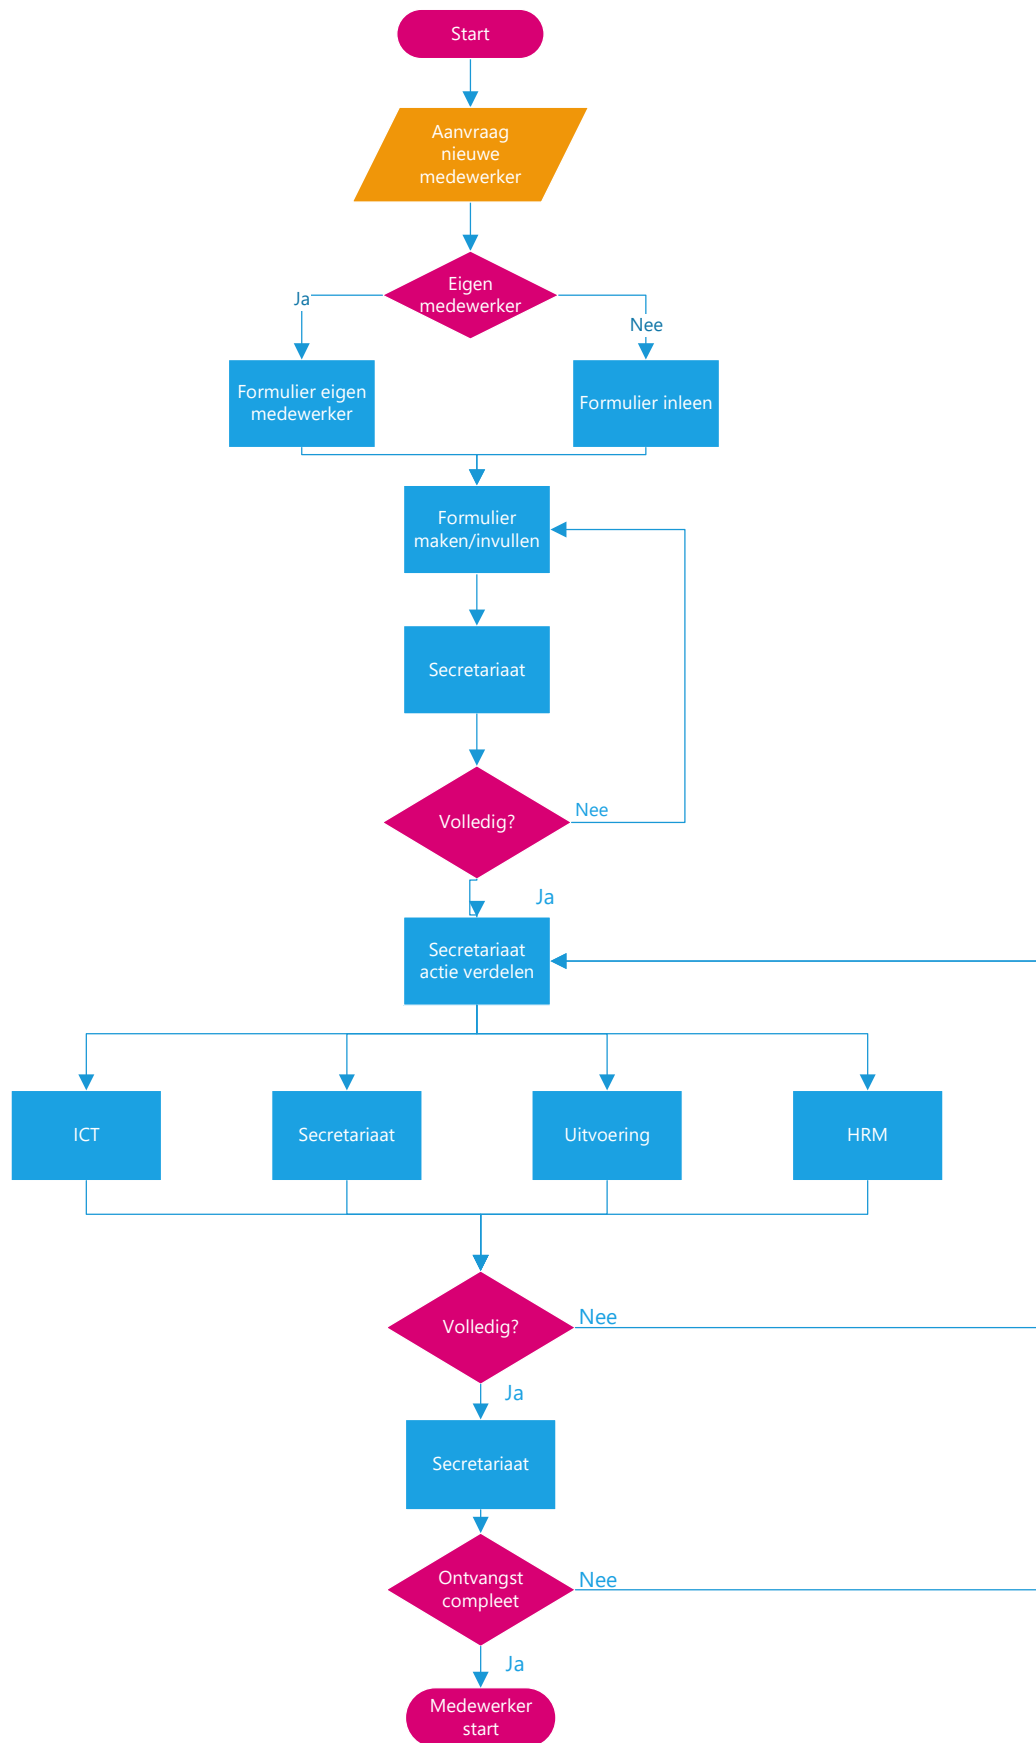 Start
Aanvraag
nieuwe
medewerker
Eigen
medewerker
Ja
Nee
Formulier eigen
medewerker
Formulier inleen
Formulier
maken/invullen
Secretariaat
Volledig?
Nee
Ja
Secretariaat
actie verdelen
ICT
Secretariaat
Uitvoering
HRM
Volledig?
Nee
Ja
Secretariaat
Ontvangst
compleet
Nee
Ja
Medewerker
start